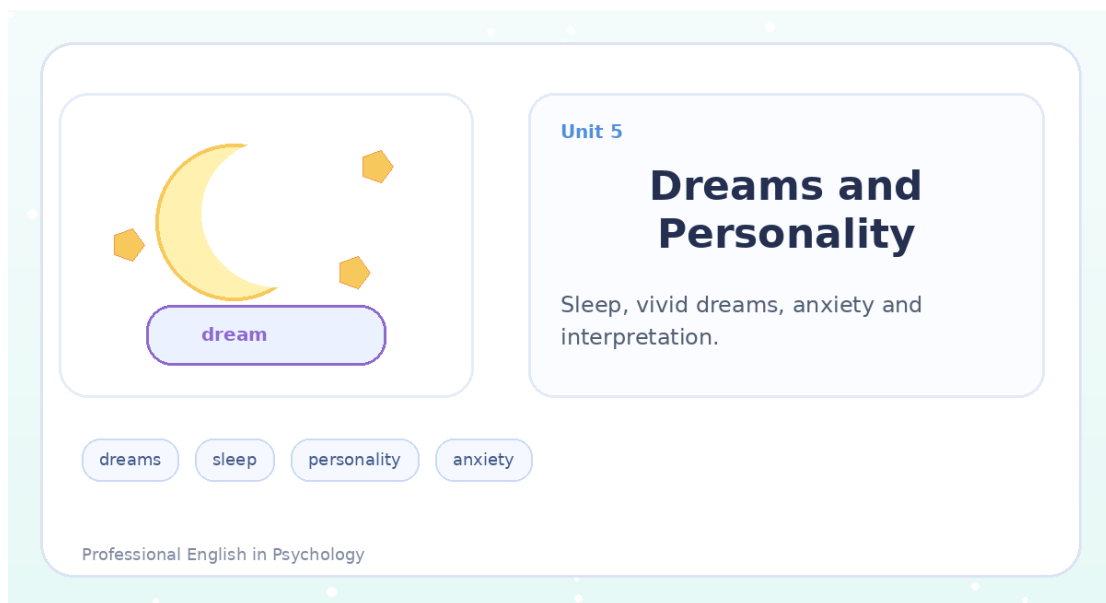 dream
Unit 5
Dreams and
Personality
Sleep, vivid dreams, anxiety and
interpretation.
dreams
sleep
personality
anxiety
Professional English in Psychology